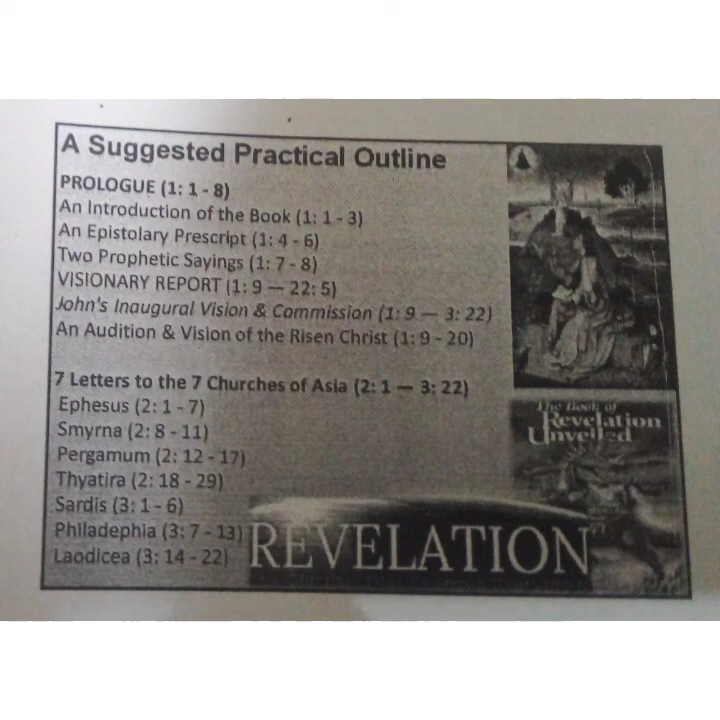 A Suggested Practical Outline
PROLOGUE (1: 1 - 8)
An Introduction of the Book (1: 1 - 3)
An Epistolary Prescript (1: 4 - 6)
Two Prophetic Sayings (1: 7 - 8)
VISIONARY REPORT (1: 9 — 22: 5)
John's Inaugural Vision & Commission (1: 9 — 3: 22)
An Audition & Vision of the Risen Christ (1: 9 - 20)
7 Letters to the 7 Churches of Asia (2: 1 — 3: 22)
Ephesus (2: 1 - 7)
Smyrna (2: 8 - 11)
Pergamum (2: 12 - 17)
Thyatira (2: 18 - 29)
Sardis (3: 1 - 6)
Philadephia (3: 7 - 13)
Laodicea (3: 14 - 22)
The Book of
Revelation
Unveiled
REVELATION